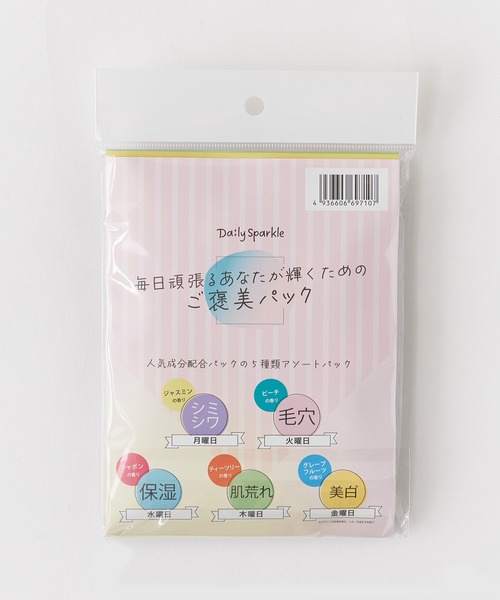 4 936606 697107
Daily Sparkle
毎日頑張るあなたが輝くための
ご褒美パック
人気成分配合パックの5種類アソートパック
ジャスミン
の香り
シミ
シワ
月曜日
ピーチ
の香り
毛穴
火曜日
シャボン
の香り
保湿
水曜日
ティーツリー
の香り
肌荒れ
木曜日
グレープ
フルーツ
の香り
美白
金曜日